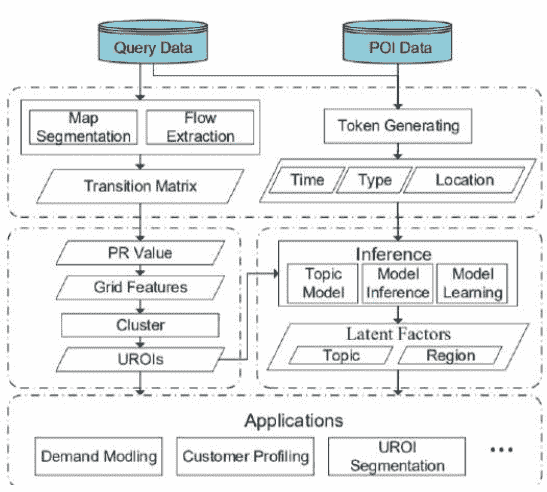 Query Data
POI Data
Map
Segmentation
Flow
Extraction
Token Generating
Transition Matrix
Time
Type
Location
PR Value
Grid Features
Cluster
UROIs
Inference
Topic
Model
Model
Inference
Model
Learning
Latent Factors
Topic
Region
Applications
Demand Modling
Customer Profiling
UROI
Segmentation
...